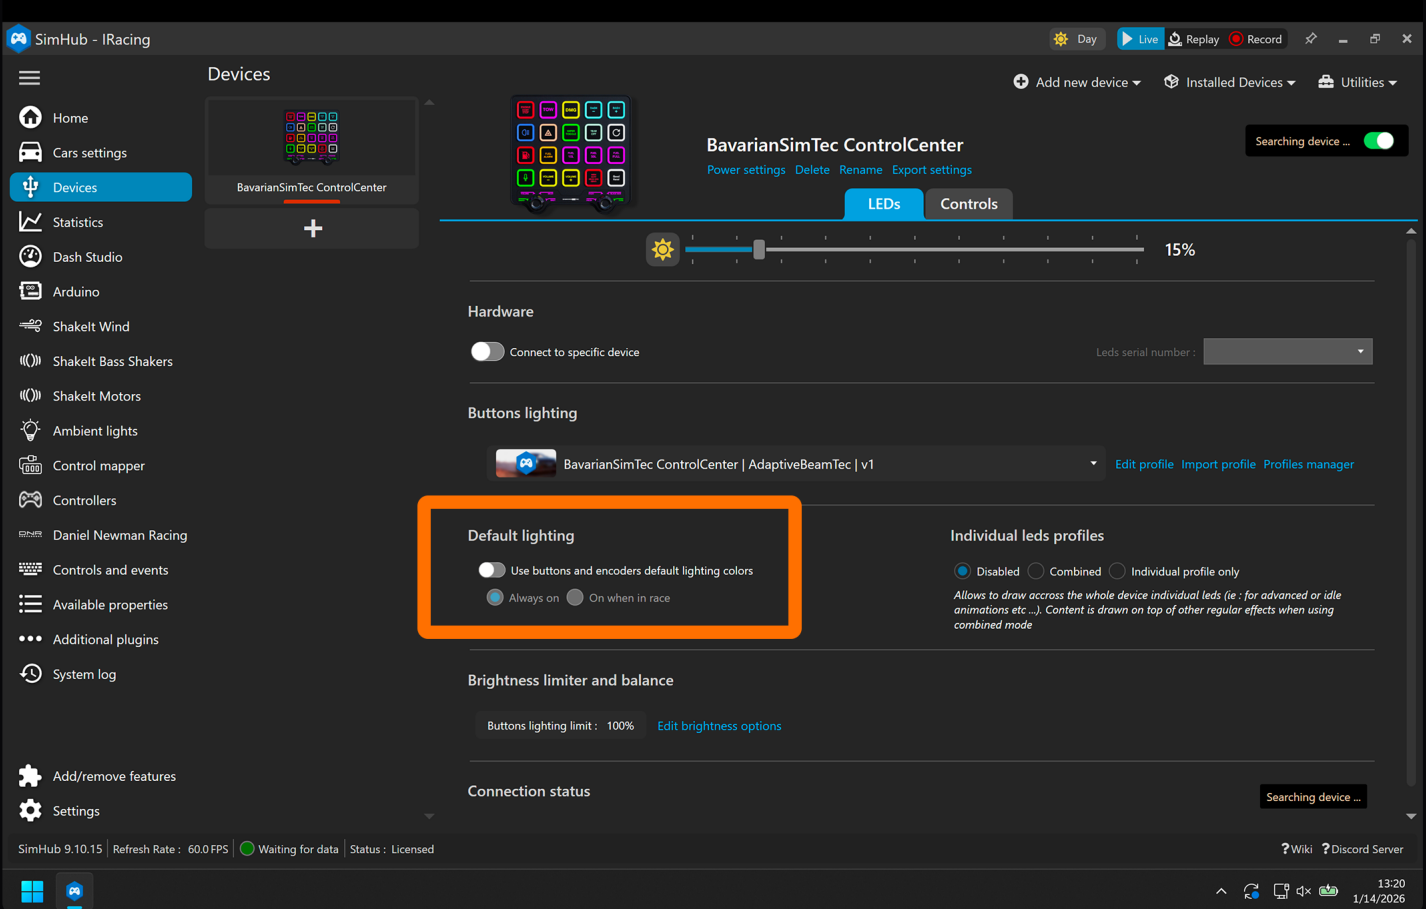 SimHub - IRacing
Day
Live
Replay
Record
Devices
Add new device
Installed Devices
Utilities
Home
Cars settings
Devices
Statistics
Dash Studio
Arduino
ShakeIt Wind
ShakeIt Bass Shakers
ShakeIt Motors
Ambient lights
Control mapper
Controllers
DNR
Daniel Newman Racing
Controls and events
Available properties
Additional plugins
System log
Add/remove features
Settings
BavarianSimTec ControlCenter
+
BavarianSimTec ControlCenter
Power settings Delete Rename Export settings
Searching device ...
LEDs
Controls
15%
Hardware
Connect to specific device
Leds serial number :
Buttons lighting
BavarianSimTec ControlCenter | AdaptiveBeamTec | v1
Edit profile Import profile Profiles manager
Default lighting
Use buttons and encoders default lighting colors
Always on
On when in race
Individual leds profiles
Disabled
Combined
Individual profile only
Allows to draw accross the whole device individual leds (ie : for advanced or idle
animations etc ...). Content is drawn on top of other regular effects when using
combined mode
Brightness limiter and balance
Buttons lighting limit : 100%
Edit brightness options
Connection status
Searching device ...
SimHub 9.10.15
Refresh Rate : 60.0 FPS
Waiting for data
Status : Licensed
? Wiki
? Discord Server
13:20
1/14/2026